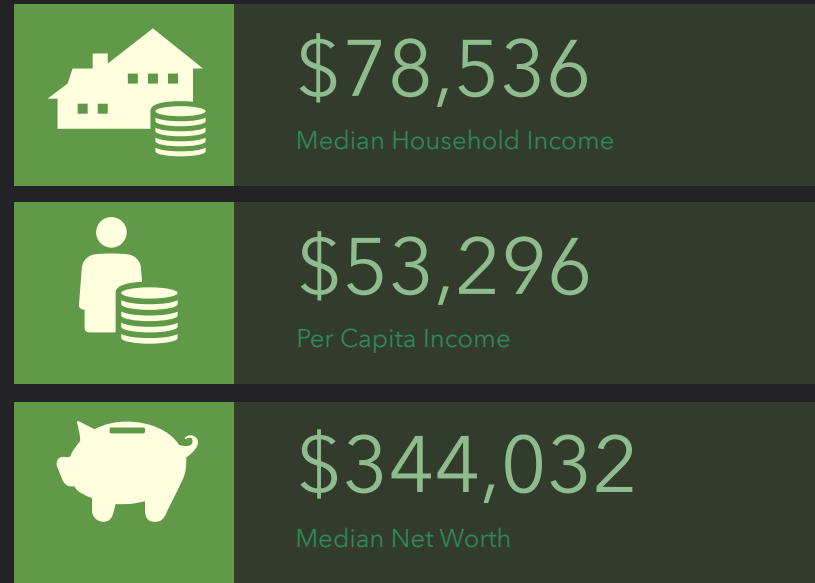 $78,536
Median Household Income
$53,296
Per Capita Income
$344,032
Median Net Worth